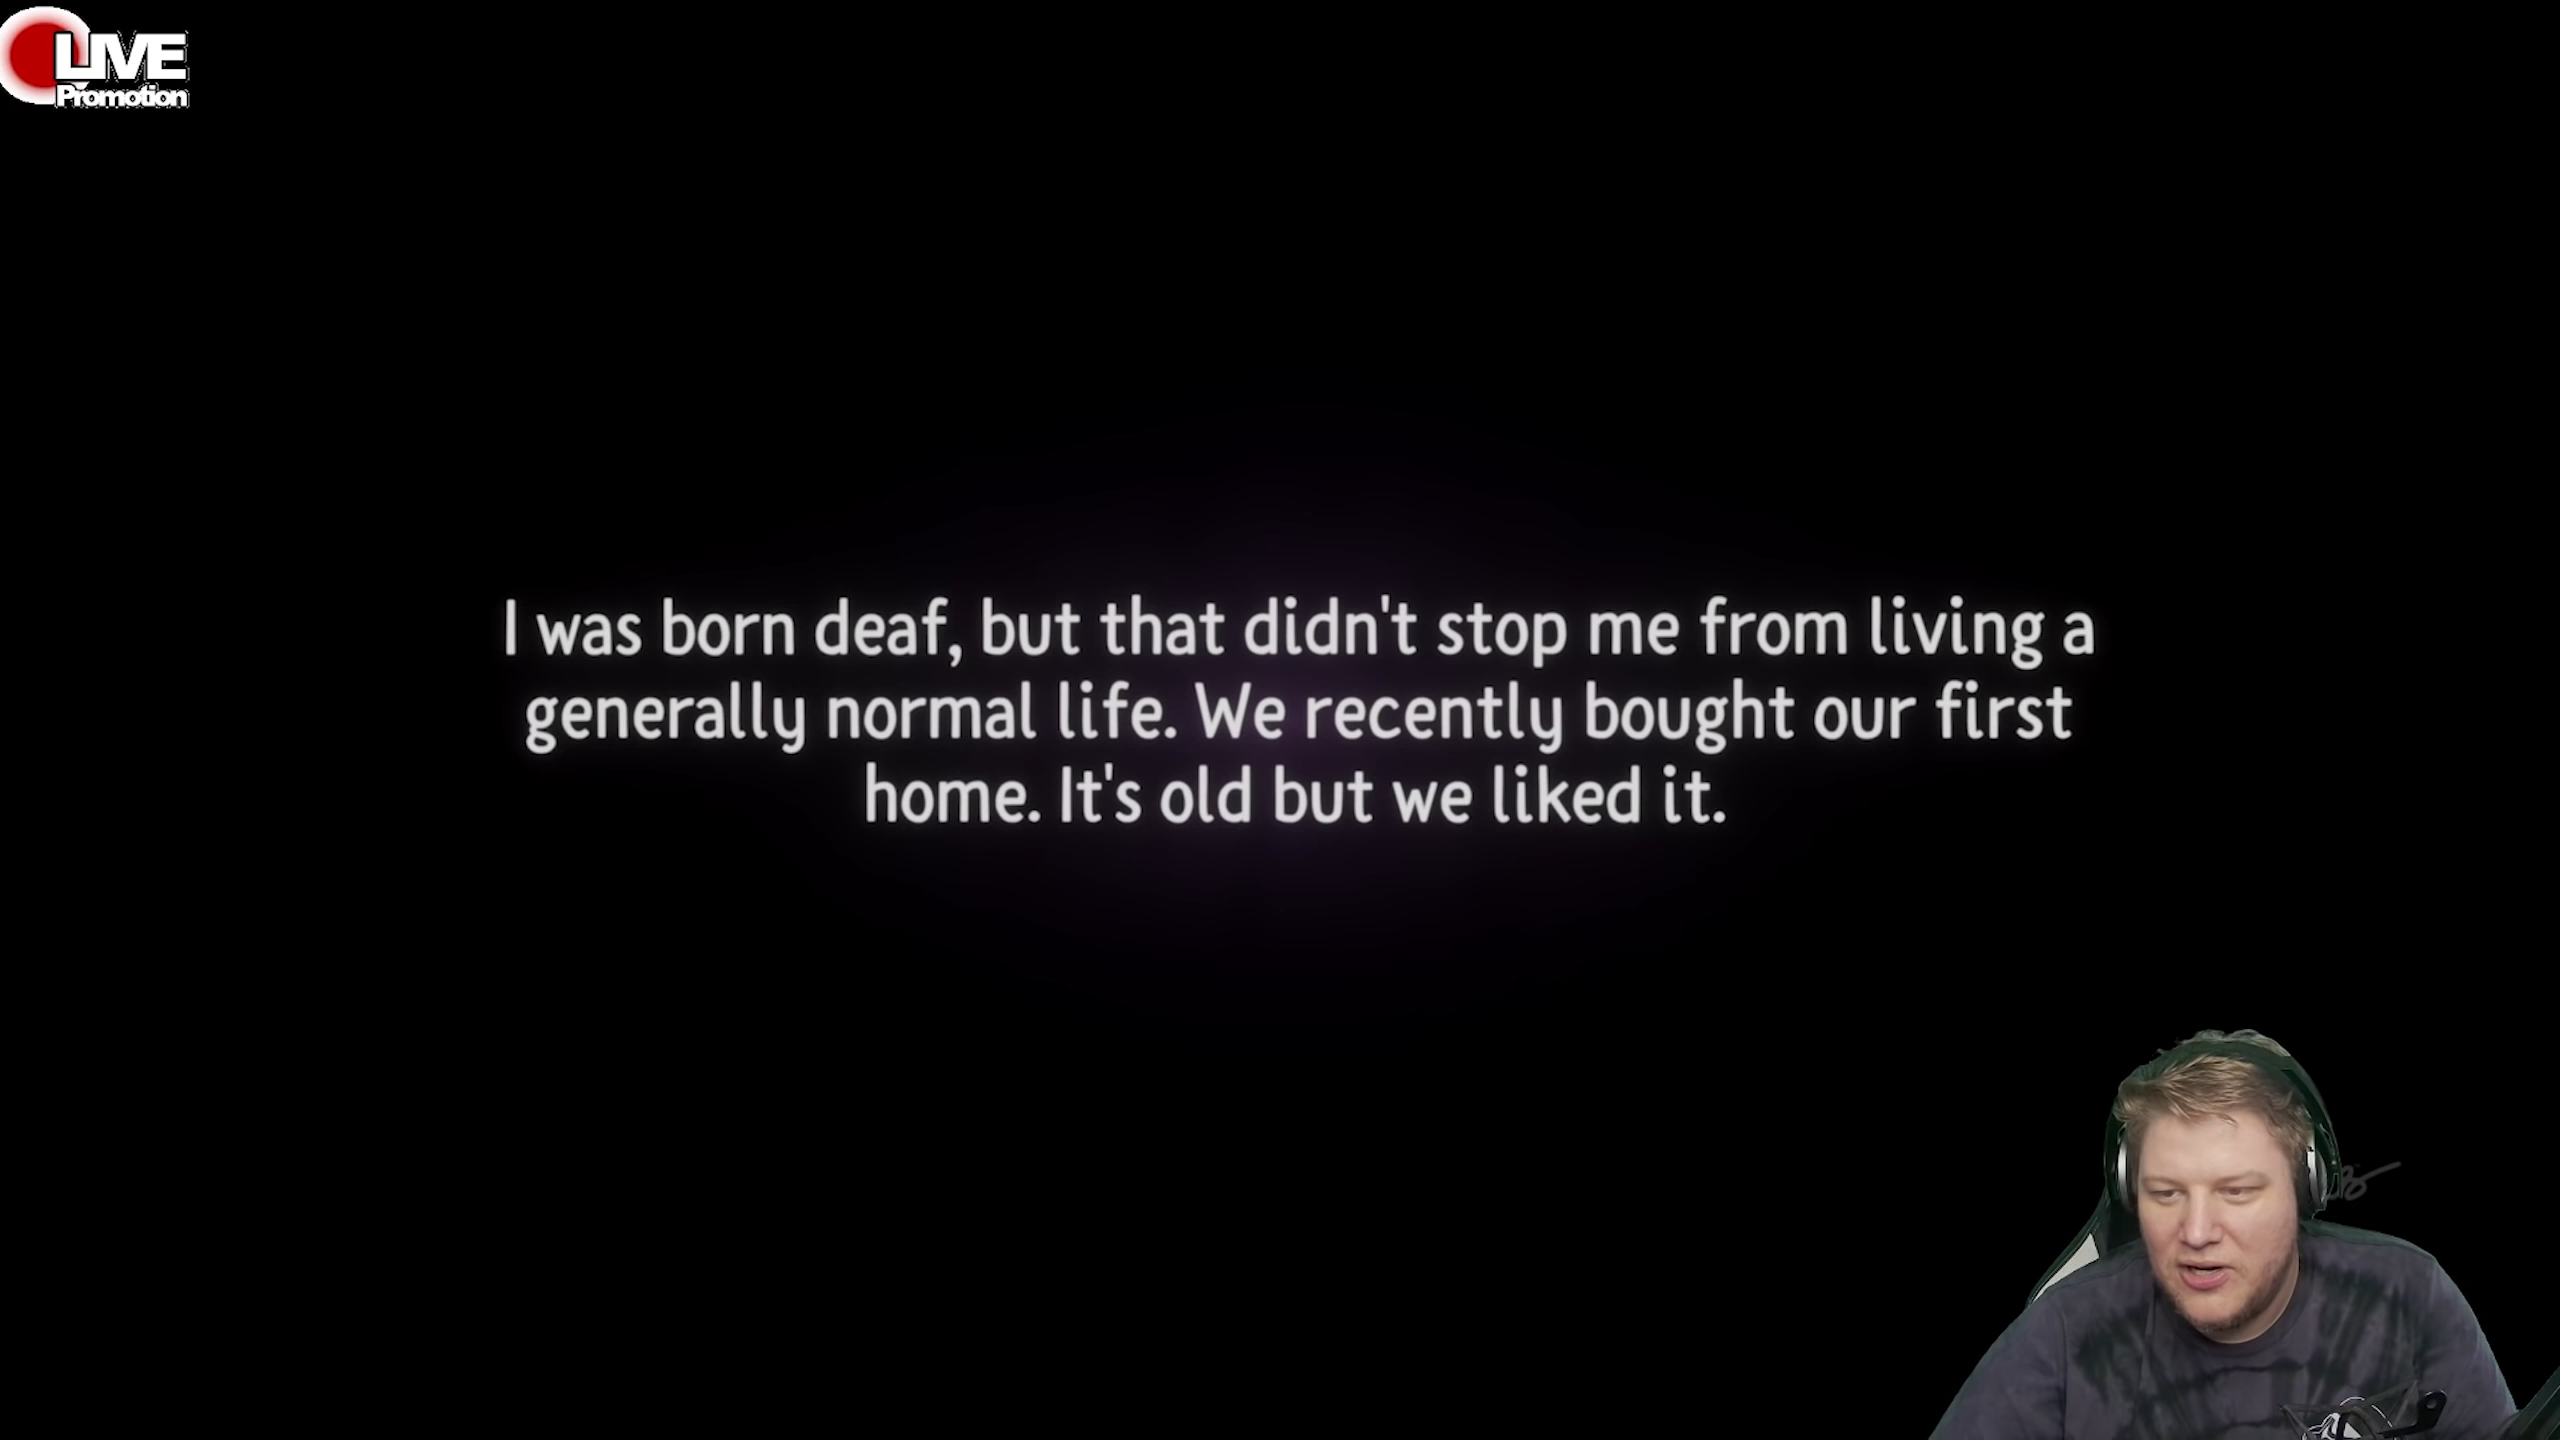 LIVE
Promotion
I was born deaf, but that didn't stop me from living a
generally normal life. We recently bought our first
home. It's old but we liked it.